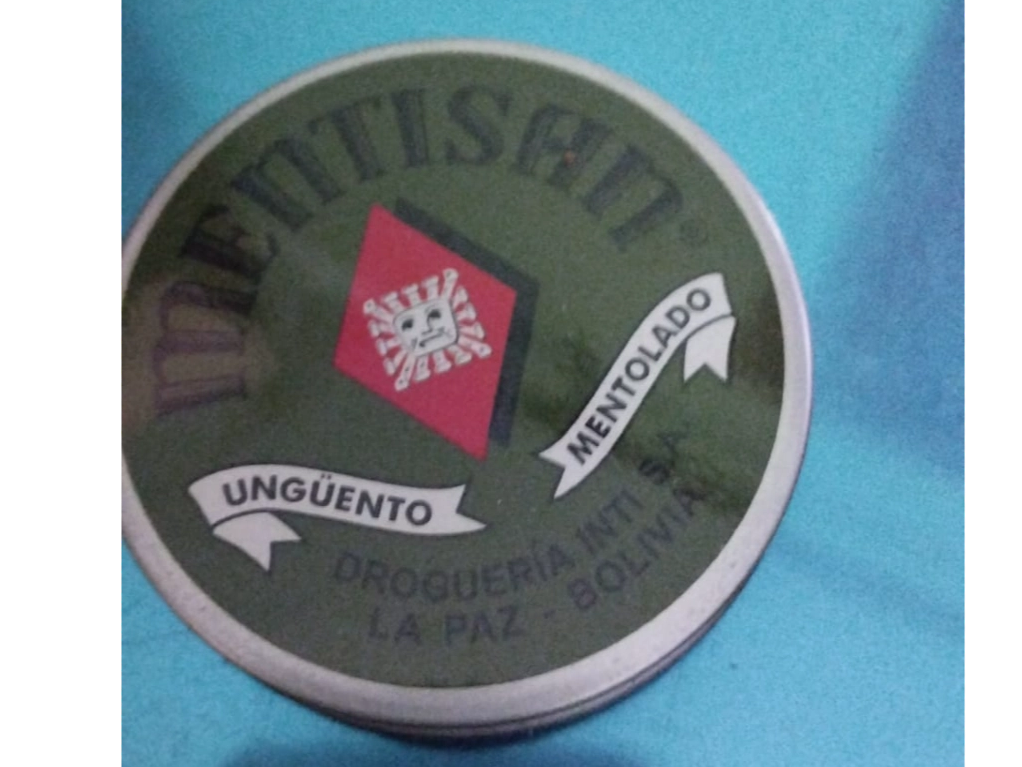 MENTISAN®
UNGÜENTO
MENTOLADO
DROGUERÍA INTI S.A.
LA PAZ - BOLIVIA